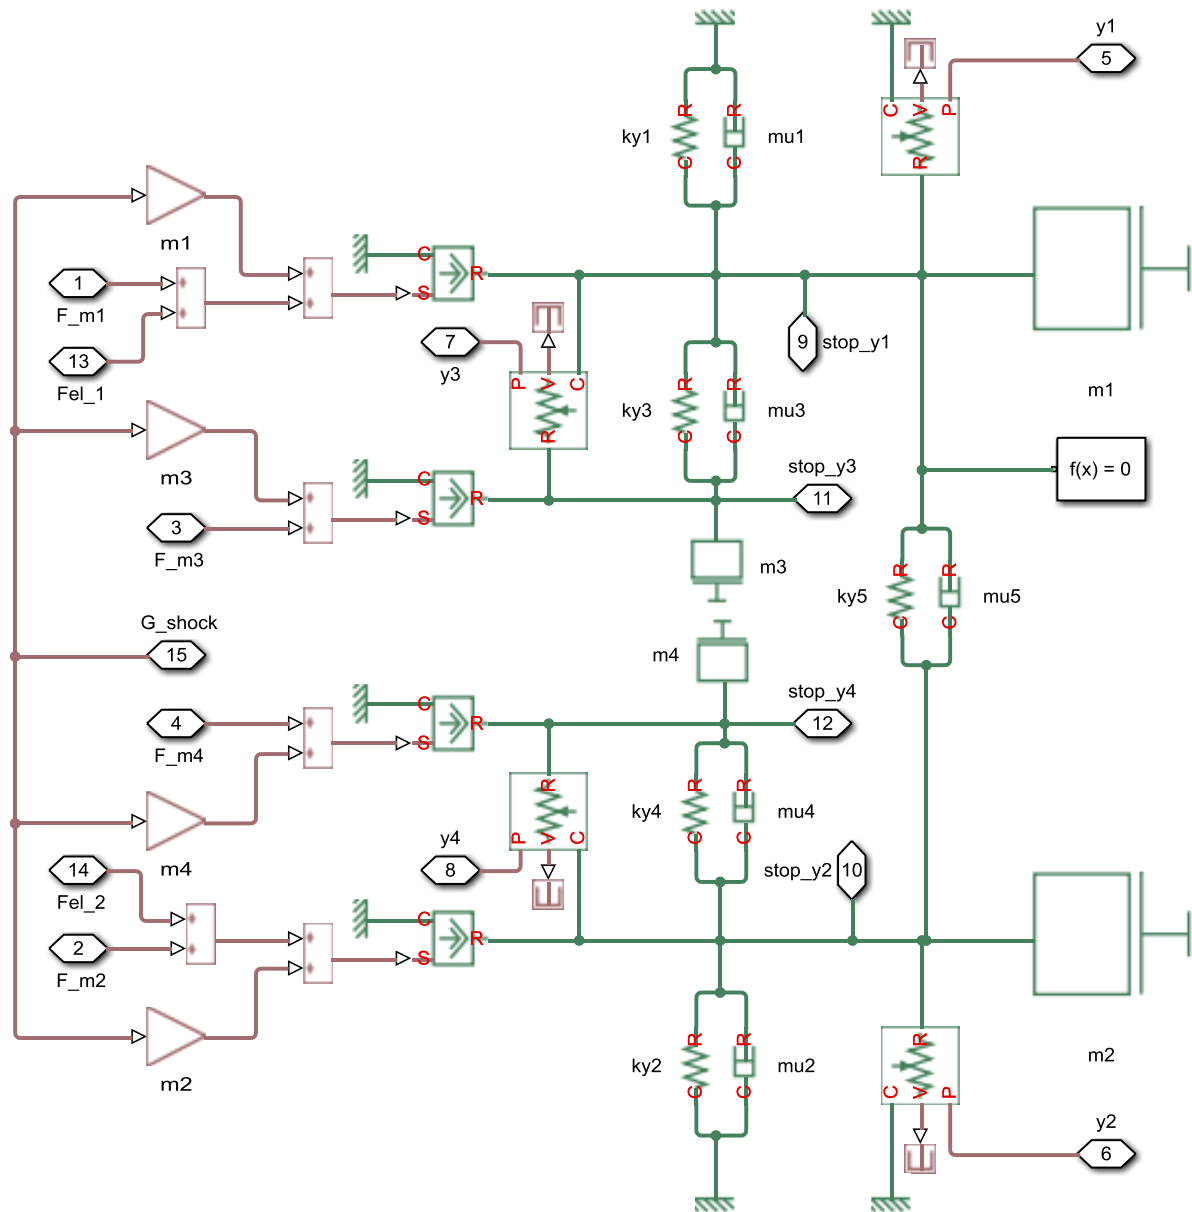 y1
5
C
V
P
R
R
R
ky1
mu1
C
C
m1
1
F_m1
13
Fel_1
C
R
S
7
y3
P
V
C
R
9
stop_y1
R
R
ky3
mu3
C
C
m1
m3
3
F_m3
C
R
S
stop_y3
11
f(x) = 0
m3
R
R
ky5
mu5
C
C
G_shock
15
m4
4
F_m4
C
R
S
stop_y4
12
m4
14
Fel_2
2
F_m2
y4
8
R
P
V
C
R
R
ky4
mu4
C
C
stop_y2
10
C
R
S
m2
R
R
ky2
mu2
C
C
R
C
V
P
m2
y2
6